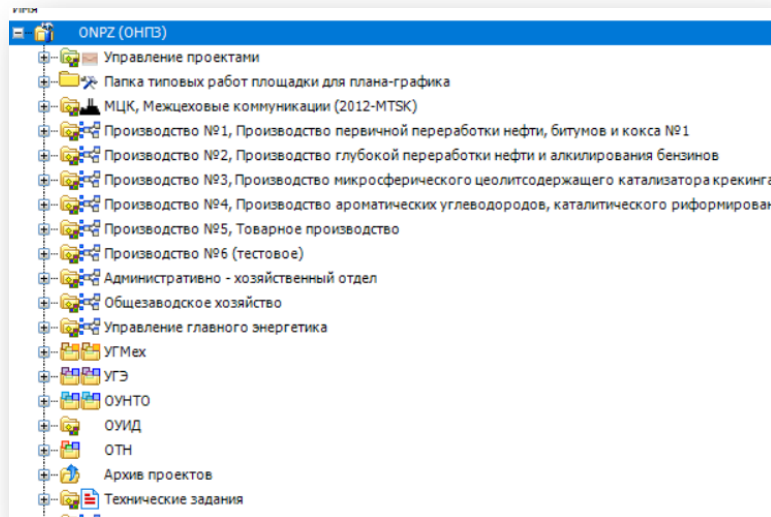 ONPZ (ОНПЗ)
Управление проектами
Папка типовых работ площадки для плана-графика
МЦК, Межцеховые коммуникации (2012-MTSK)
Производство №1, Производство первичной переработки нефти, битумов и кокса №1
Производство №2, Производство глубокой переработки нефти и алкилирования бензинов
Производство №3, Производство микросферического цеолитсодержащего катализатора крекинга
Производство №4, Производство ароматических углеводородов, каталитического риформирован
Производство №5, Товарное производство
Производство №6 (тестовое)
Административно - хозяйственный отдел
Общезаводское хозяйство
Управление главного энергетика
УГМех
УГЭ
ОУНТО
ОУИД
ОТН
Архив проектов
Технические задания